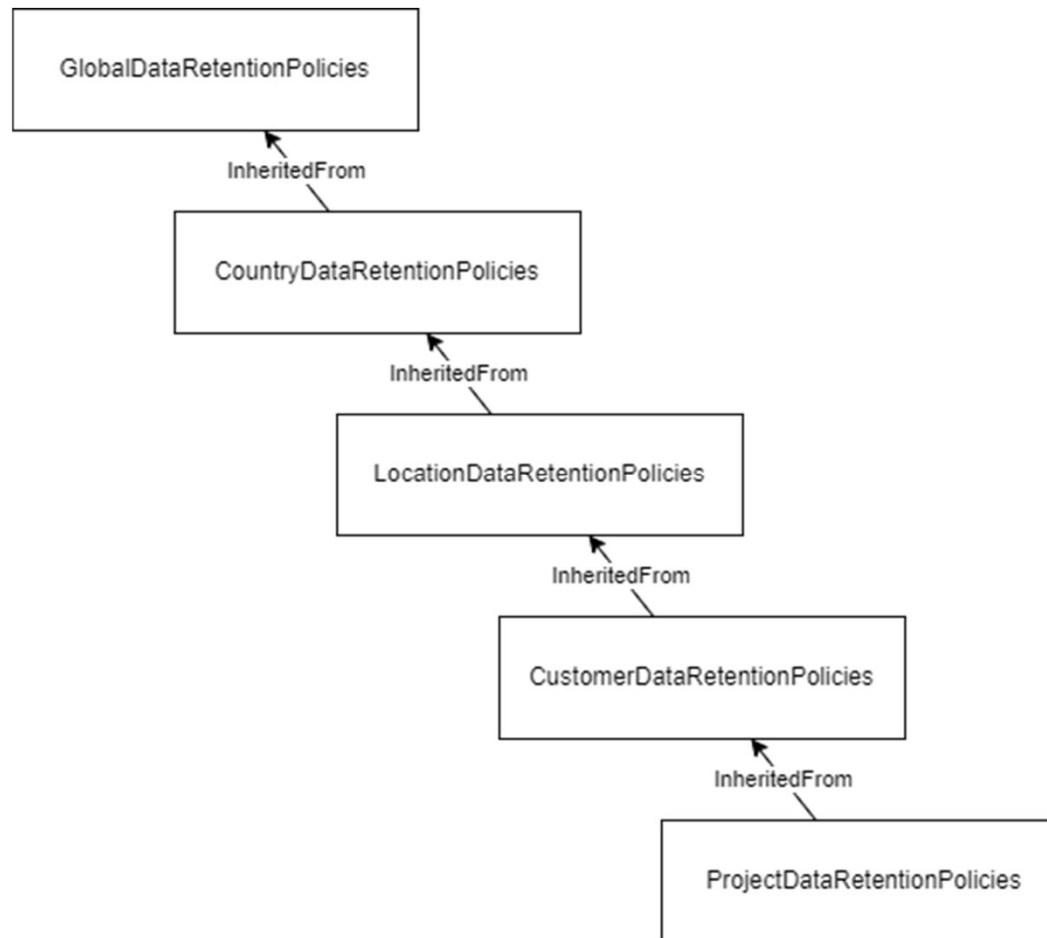 GlobalDataRetentionPolicies
InheritedFrom
CountryDataRetentionPolicies
InheritedFrom
LocationDataRetentionPolicies
InheritedFrom
CustomerDataRetentionPolicies
InheritedFrom
ProjectDataRetentionPolicies